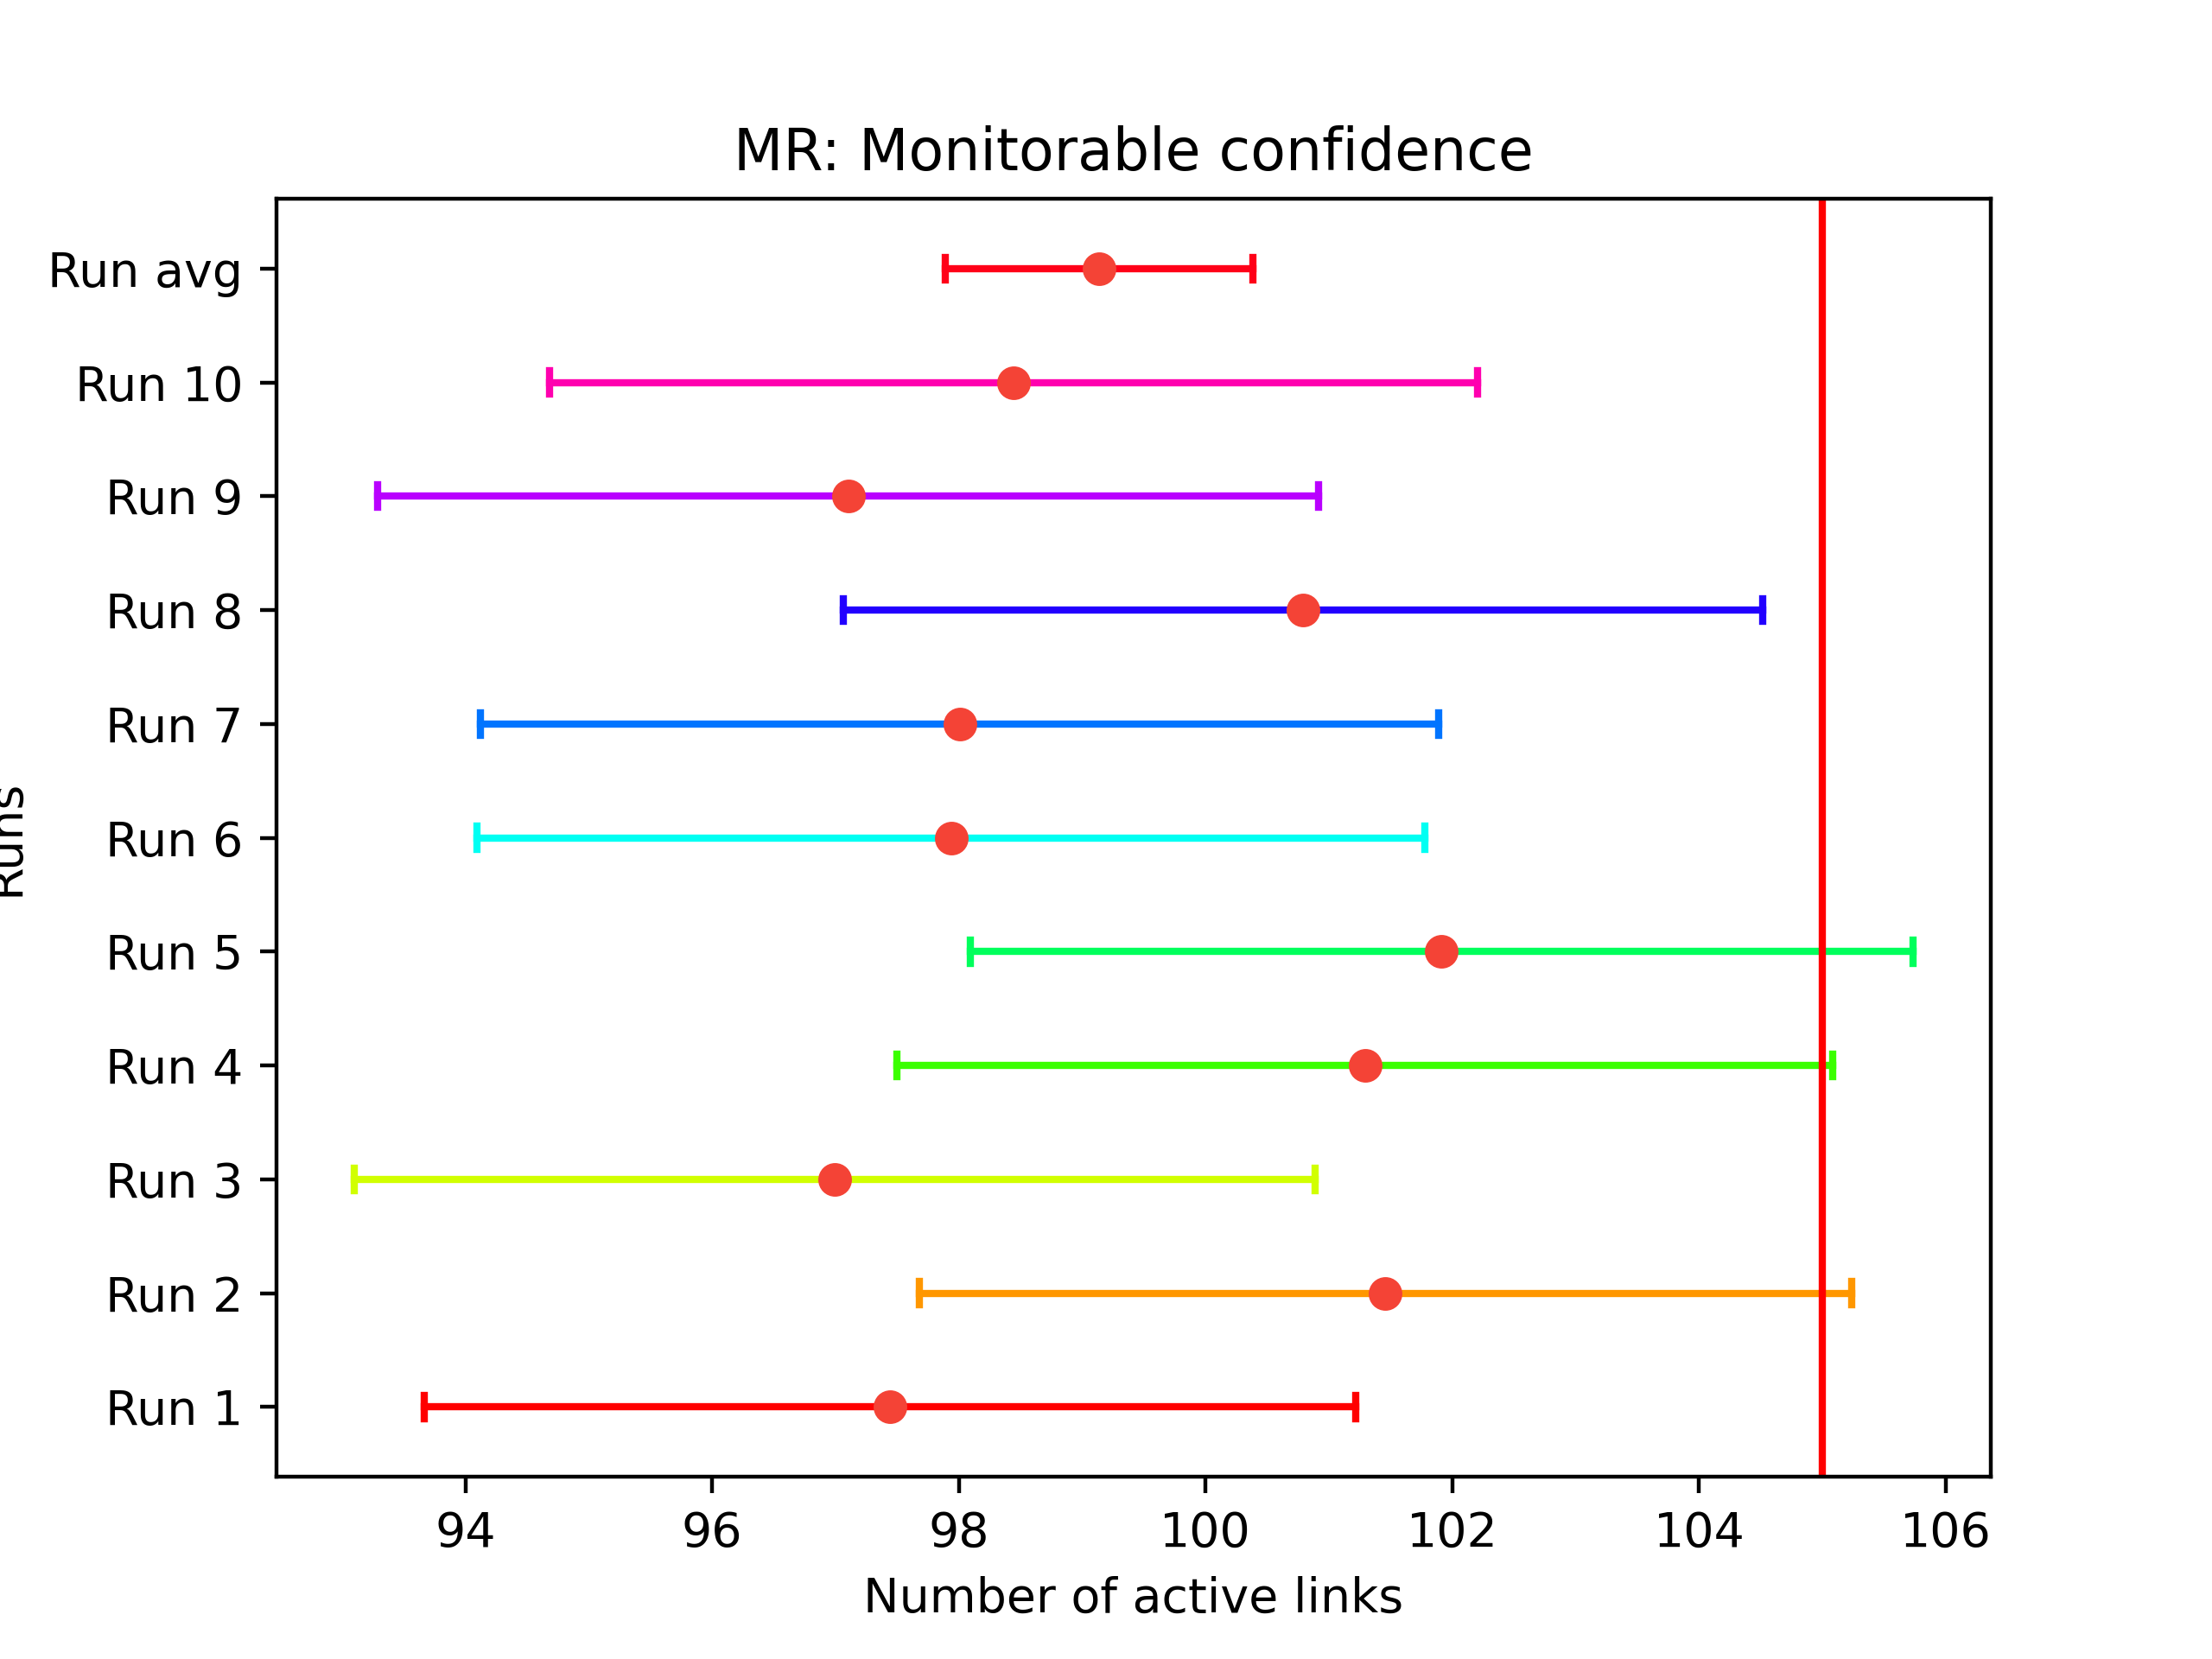 MR: Monitorable confidence
Run avg
Run 10
Run 9
Run 8
Run 7
Run 6
Run 5
Run 4
Run 3
Run 2
Run 1
Runs
94 96 98 100 102 104 106
Number of active links